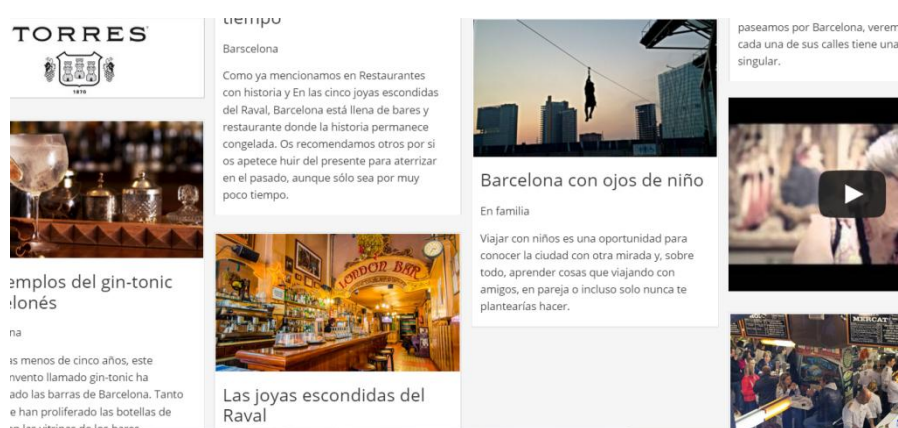 TORRES
1870
emplos del gin-tonic
elonés
na
as menos de cinco años, este
nvento llamado gin-tonic ha
ado las barras de Barcelona. Tanto
e han proliferado las botellas de
tiempo
Barscelona
Como ya mencionamos en Restaurantes
con historia y En las cinco joyas escondidas
del Raval, Barcelona está llena de bares y
restaurante donde la historia permanece
congelada. Os recomendamos otros por si
os apetece huir del presente para aterrizar
en el pasado, aunque sólo sea por muy
poco tiempo.
LONDON BAR
Las joyas escondidas del
Raval
Barcelona con ojos de niño
En familia
Viajar con niños es una oportunidad para
conocer la ciudad con otra mirada y, sobre
todo, aprender cosas que viajando con
amigos, en pareja o incluso solo nunca te
plantearías hacer.
paseamos por Barcelona, verem
cada una de sus calles tiene una
singular.
MERCAT